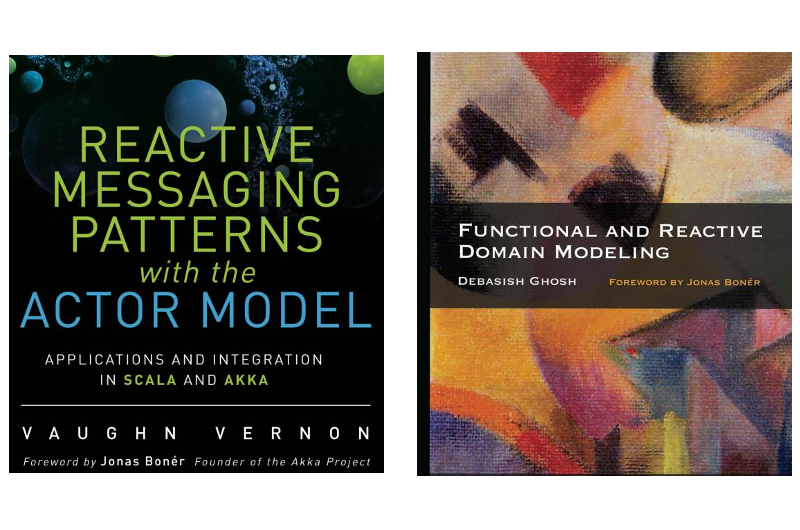 REACTIVE
MESSAGING
PATTERNS
with the
ACTOR MODEL
APPLICATIONS AND INTEGRATION
IN SCALA AND AKKA
VAUGHN VERNON
Foreword by Jonas Bonér Founder of the Akka Project
FUNCTIONAL AND REACTIVE
DOMAIN MODELING
DEBASISH GHOSH FOREWORD BY JONAS BONÉR